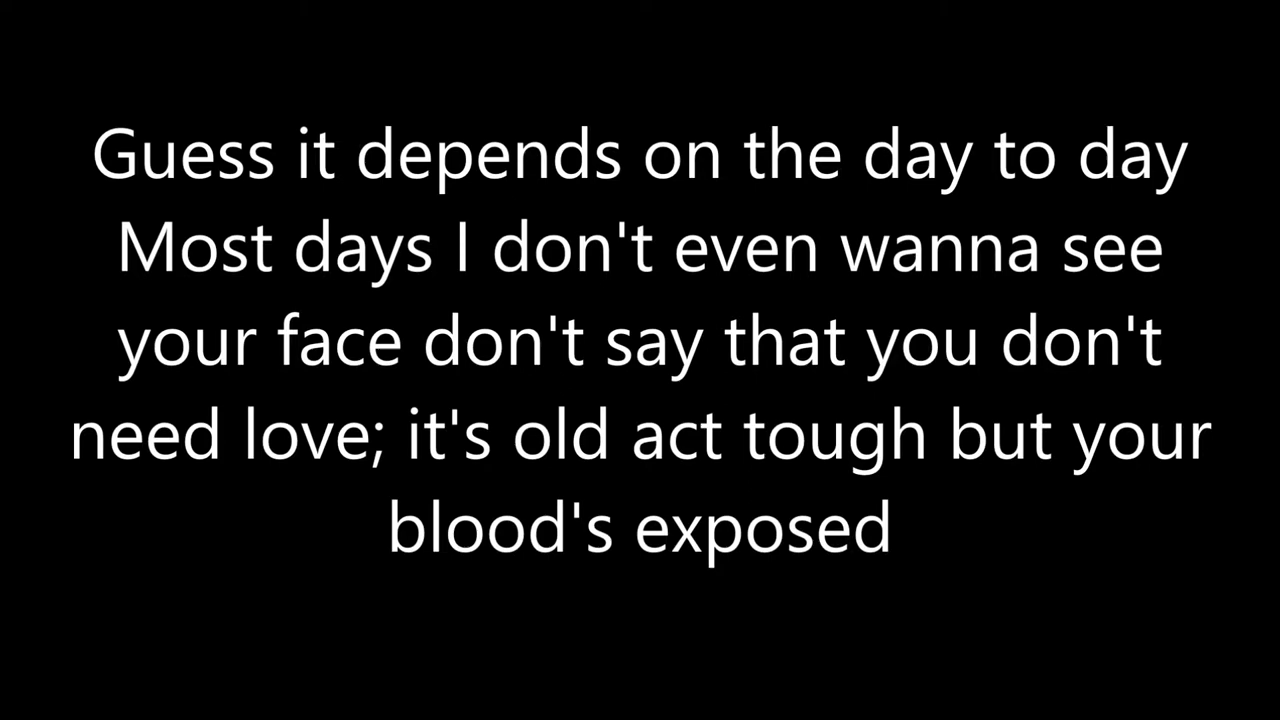 Guess it depends on the day to day
Most days I don't even wanna see
your face don't say that you don't
need love; it's old act tough but your
blood's exposed